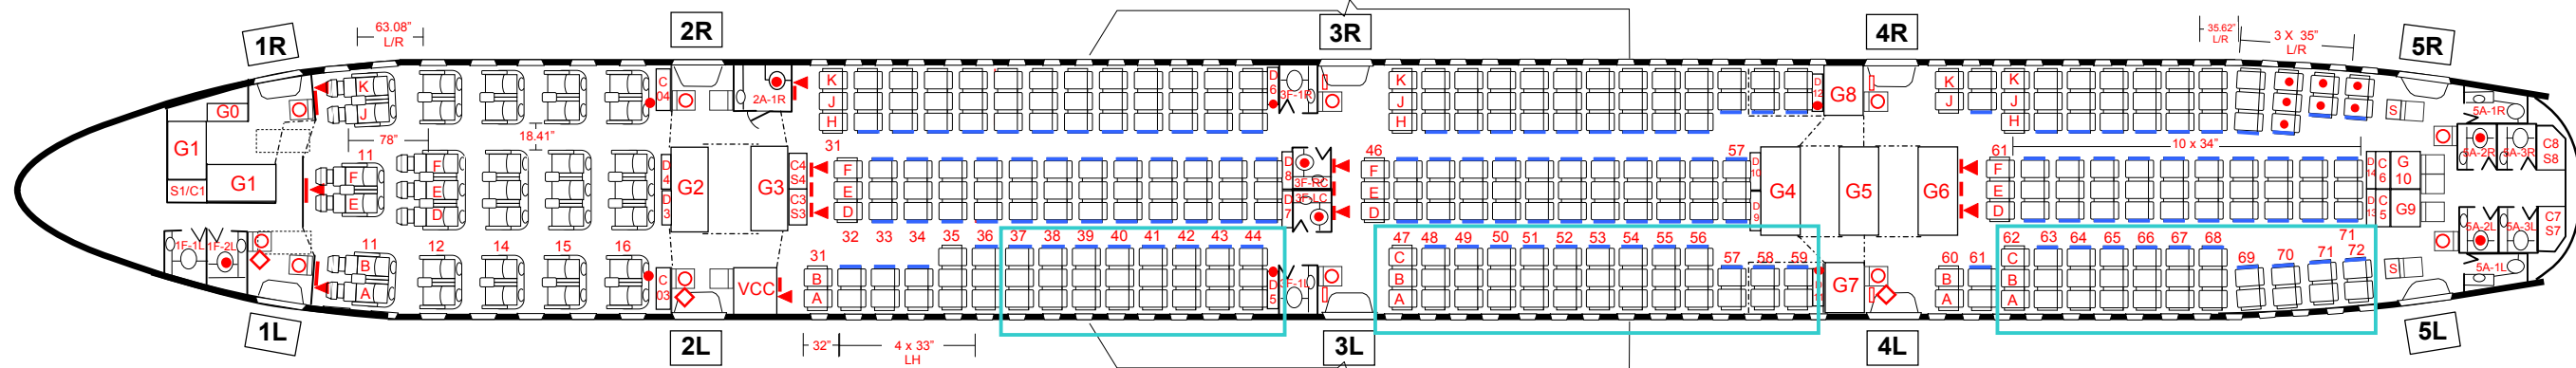 1R
63.08"
L/R
2R
3R
4R
35.62"
L/R
3 X 35"
L/R
5R
K
J
C
04
2A-1R
K
J
H
D
6
3F-1R
K
J
H
D
12
G8
K
J
K
J
H
S
5A-1R
G0
G1
G1
S1/C1
78"
18.41"
11
F
E
F
E
D
D
4
D
3
G2
G3
C4
S4
C3
S3
31
F
E
D
D
8
D
7
3F-RC
3F-LC
46
F
E
D
57
D
10
D
9
G4
G5
G6
61
F
E
D
10 x 34"
D
14
C
6
G
10
D
13
C
5
G9
5A-2R
5A-3R
C8
S8
1F-1L
1F-2L
11
B
A
12
14
15
16
C
03
VCC
31
B
A
32
33
34
35
36
37
38
39
40
41
42
43
44
D
5
3F-1L
47
48
49
50
51
52
53
54
55
56
57
58
59
C
B
A
D
11
G7
60
61
B
A
62
63
64
65
66
67
68
69
70
71
71
72
C
B
A
S
5A-1L
5A-2L
5A-3L
C7
S7
1L
2L
32"
4 x 33"
LH
3L
4L
5L